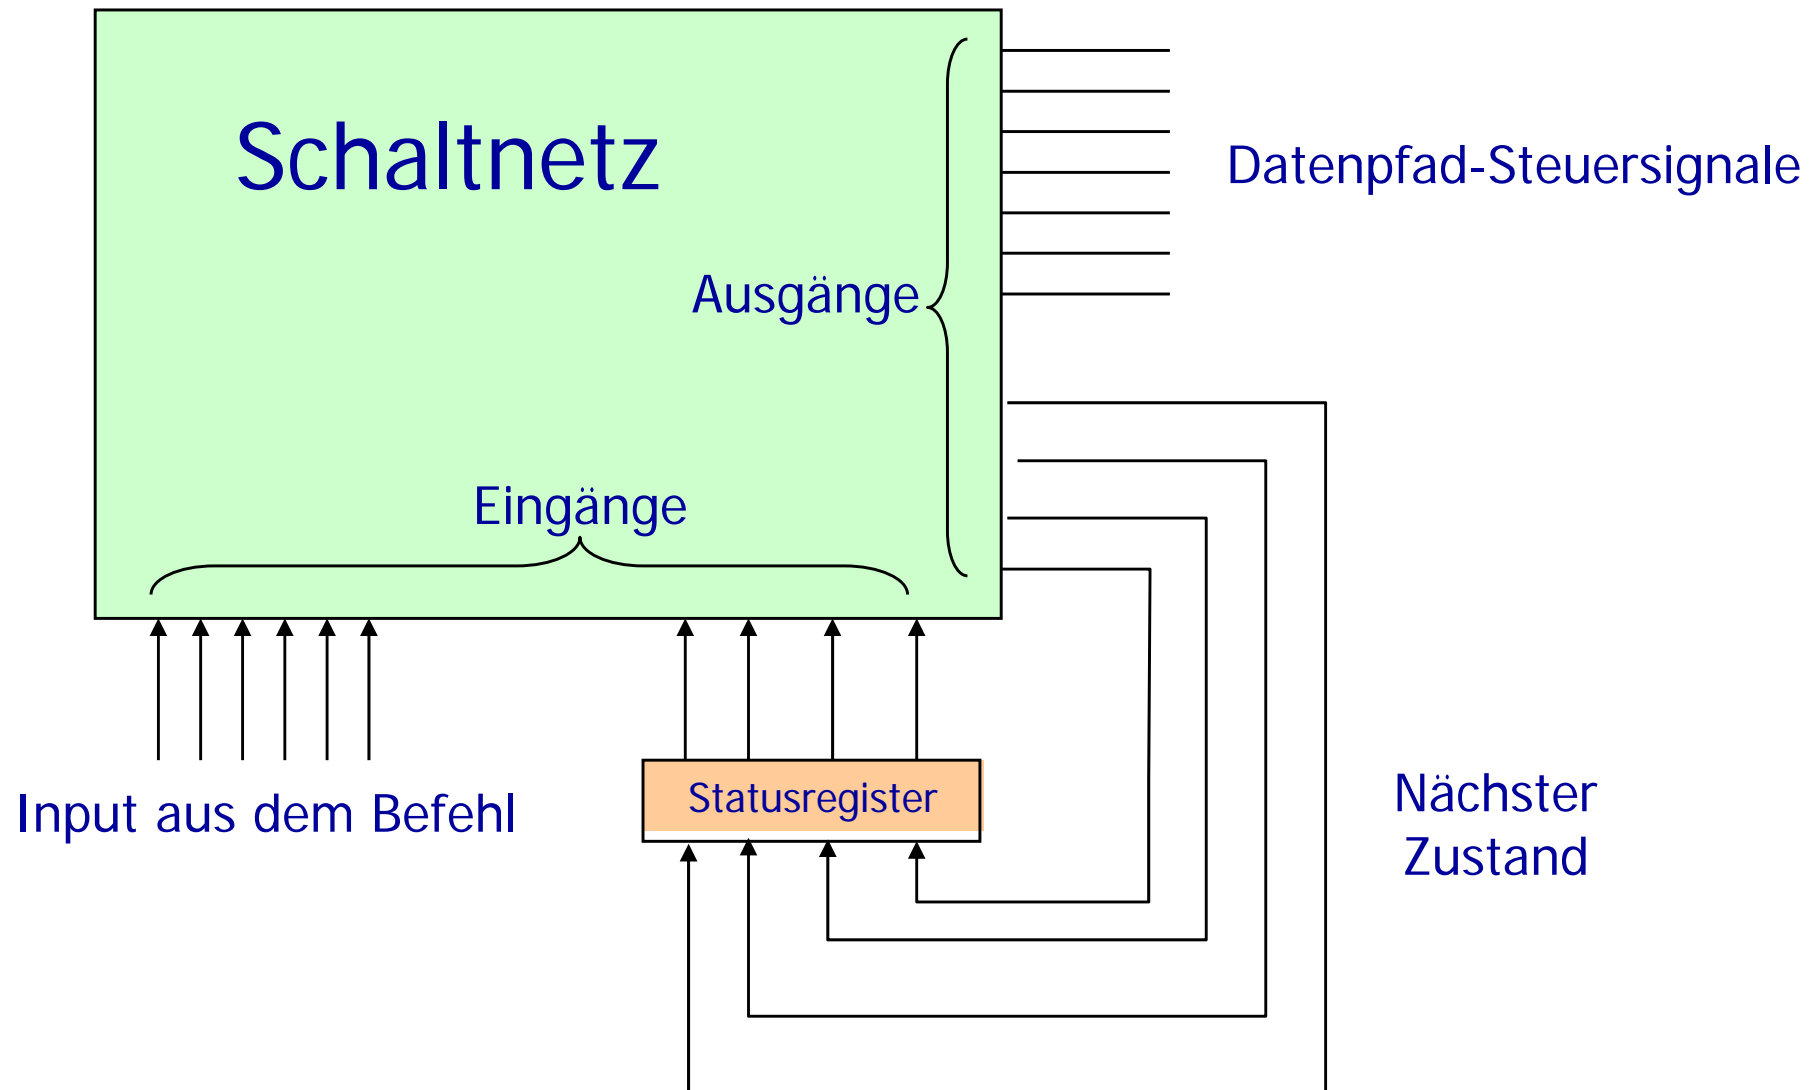 Schaltnetz
Datenpfad-Steuersignale
Ausgänge
Eingänge
Input aus dem Befehl
Statusregister
Nächster
Zustand